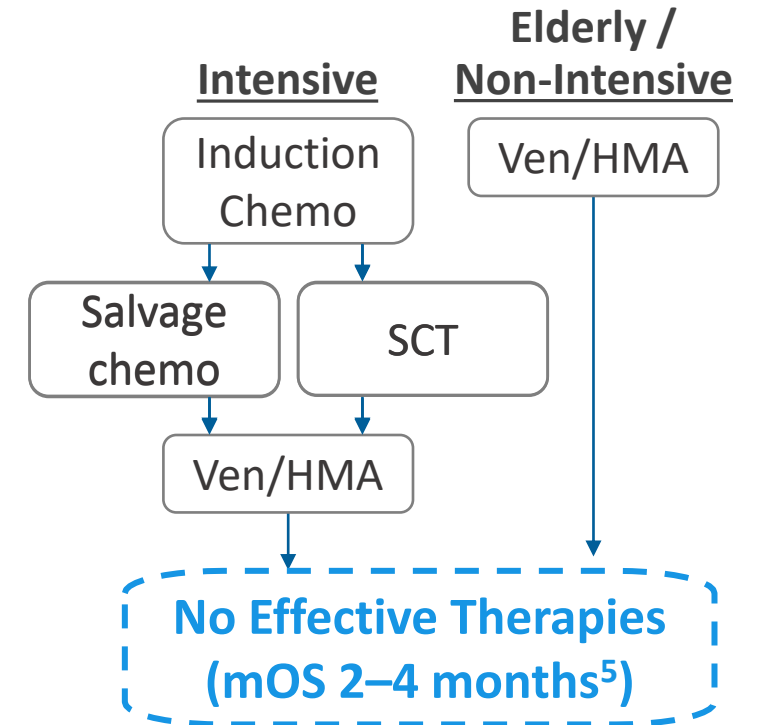 Intensive
Elderly /
Non-Intensive
Induction
Chemo
Ven/HMA
Salvage
chemo
SCT
Ven/HMA
No Effective Therapies
(mOS 2–4 months⁵)